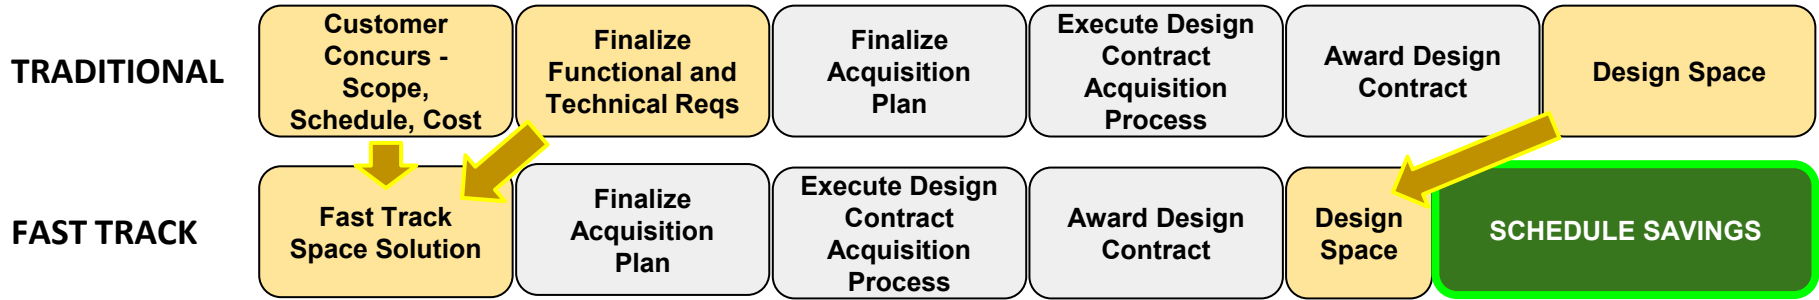 TRADITIONAL
Customer
Concurs -
Scope,
Schedule, Cost
Finalize
Functional and
Technical Reqs
Finalize
Acquisition
Plan
Execute Design
Contract
Acquisition
Process
Award Design
Contract
Design Space
FAST TRACK
Fast Track
Space Solution
Finalize
Acquisition
Plan
Execute Design
Contract
Acquisition
Process
Award Design
Contract
Design
Space
SCHEDULE SAVINGS